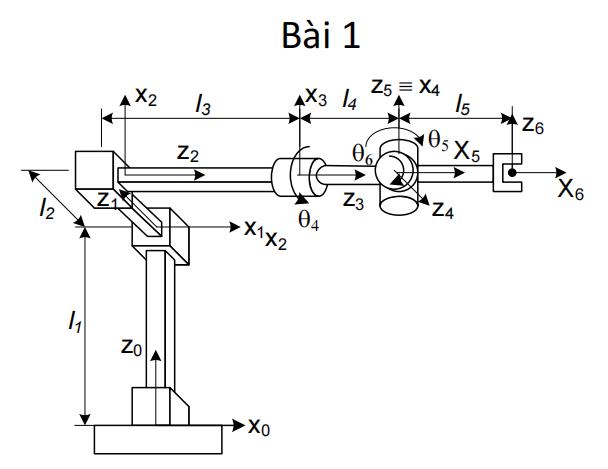 Bài 1
x₂ l₃ x₃ l₄ z₅ ≡ x₄ l₅
z₆
θ₆ θ₅
z₂ X₅
X₆
z₁ z₃ z₄
l₂ θ₄
x₁ x₂
l₁
z₀
x₀